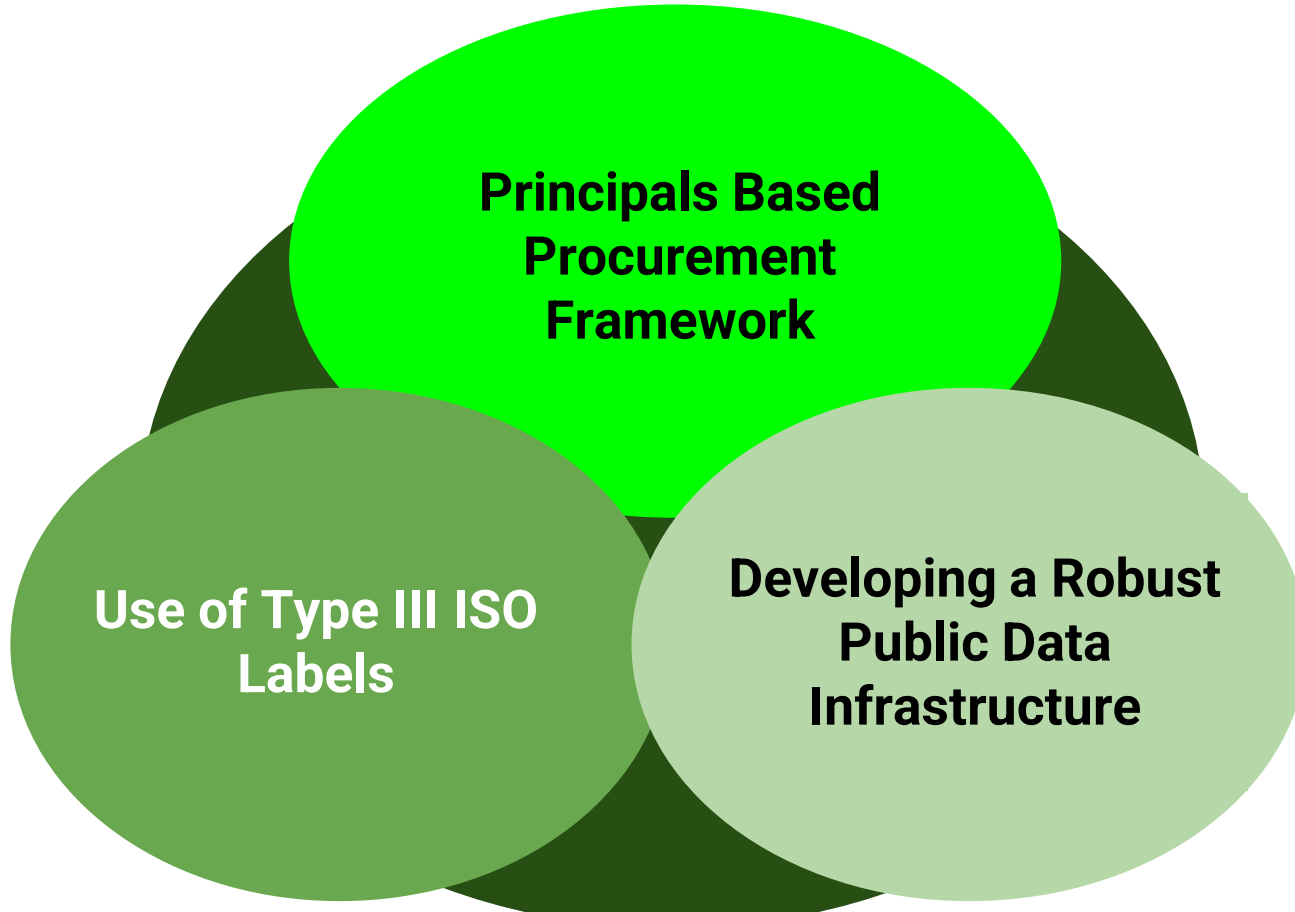 Principals Based
Procurement
Framework
Use of Type III ISO
Labels
Developing a Robust
Public Data
Infrastructure